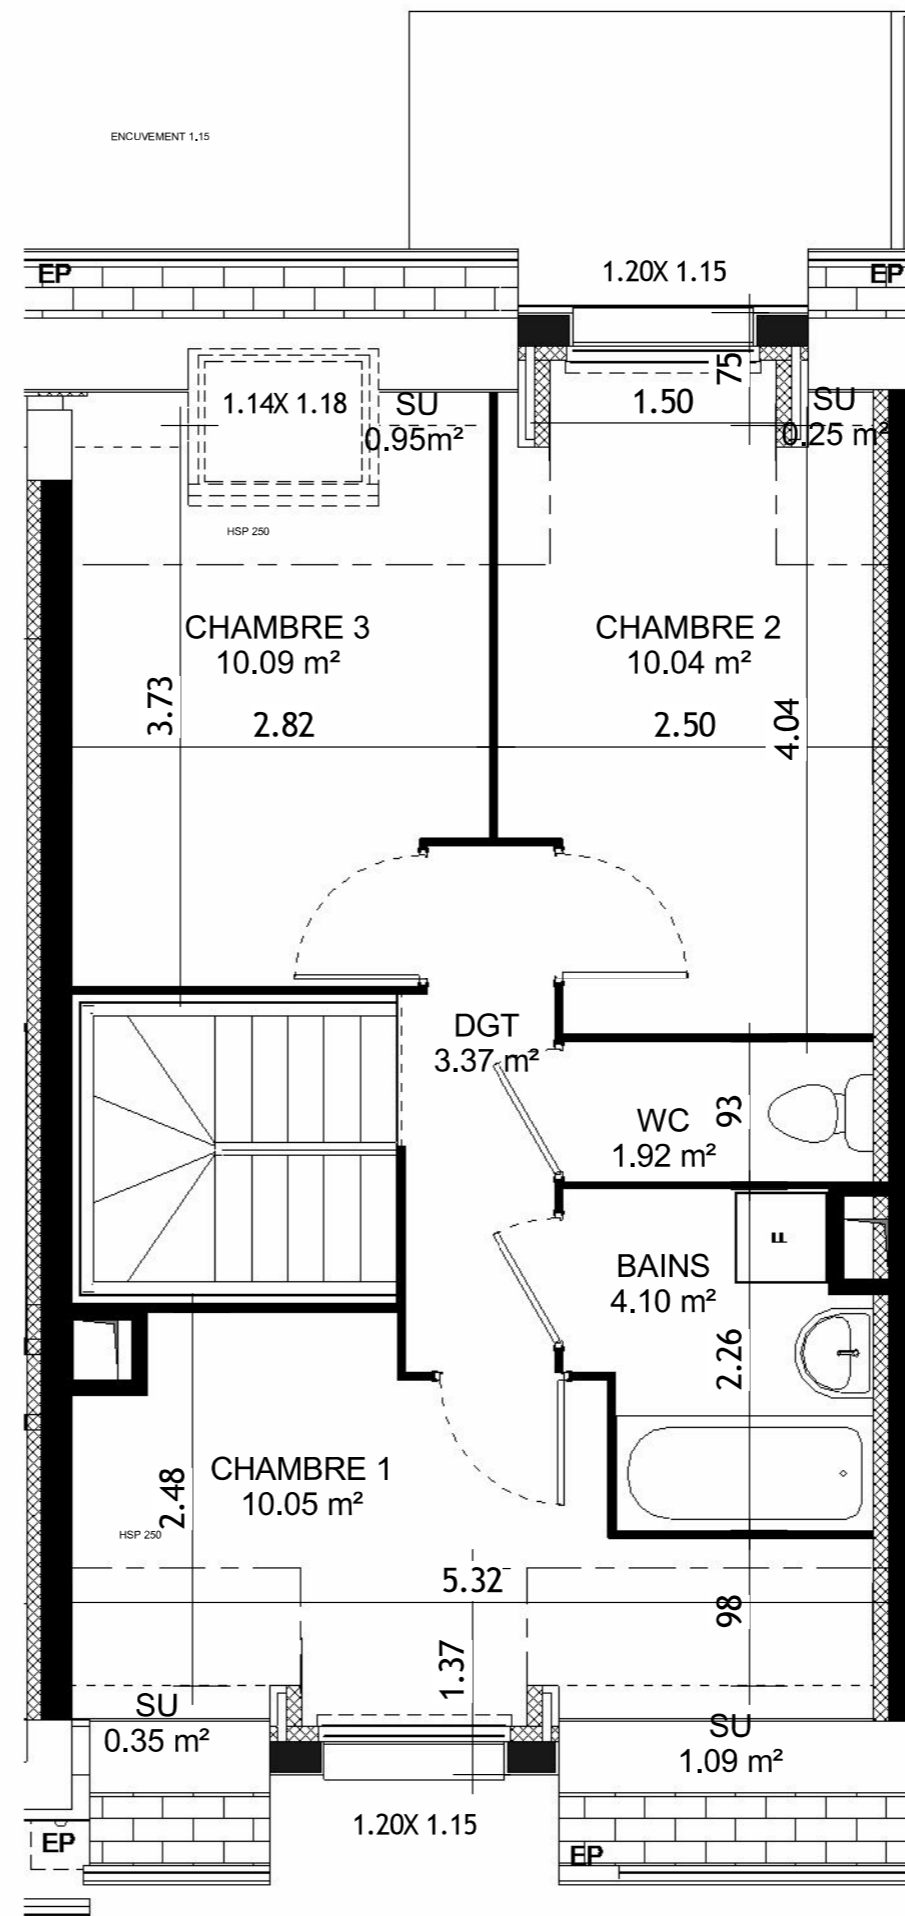 ENCUVEMENT 1.15
EP
1.20X 1.15
EP
75
1.14X 1.18
SU
0.95m²
1.50
SU
0.25 m²
HSP 250
CHAMBRE 3
10.09 m²
CHAMBRE 2
10.04 m²
3.73
2.82
2.50
4.04
DGT
3.37 m²
WC
1.92 m²
93
LL
BAINS
4.10 m²
2.26
CHAMBRE 1
10.05 m²
2.48
HSP 250
5.32
98
1.37
SU
0.35 m²
SU
1.09 m²
1.20X 1.15
EP
EP